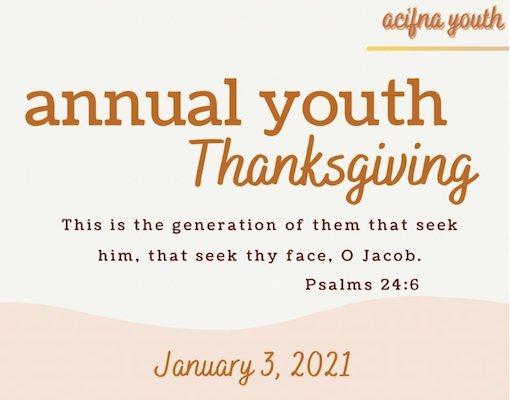 acifna youth
annual youth
Thanksgiving
This is the generation of them that seek
him, that seek thy face, O Jacob.
Psalms 24:6
January 3, 2021